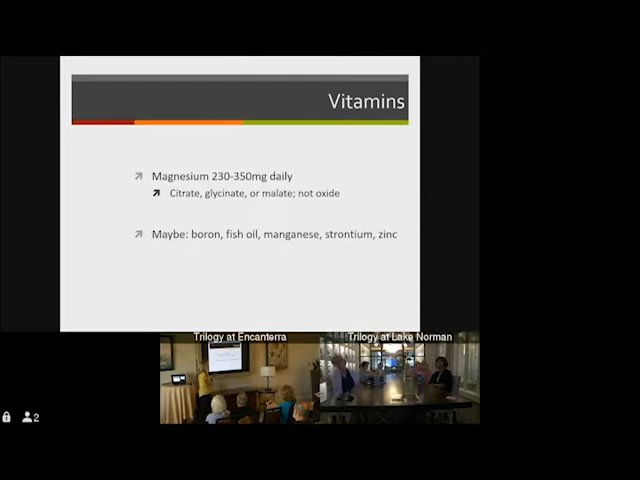 Vitamins
Magnesium 230-350mg daily
Citrate, glycinate, or malate; not oxide
Maybe: boron, fish oil, manganese, strontium, zinc
Trilogy at Encanterra
Trilogy at Lake Norman
2